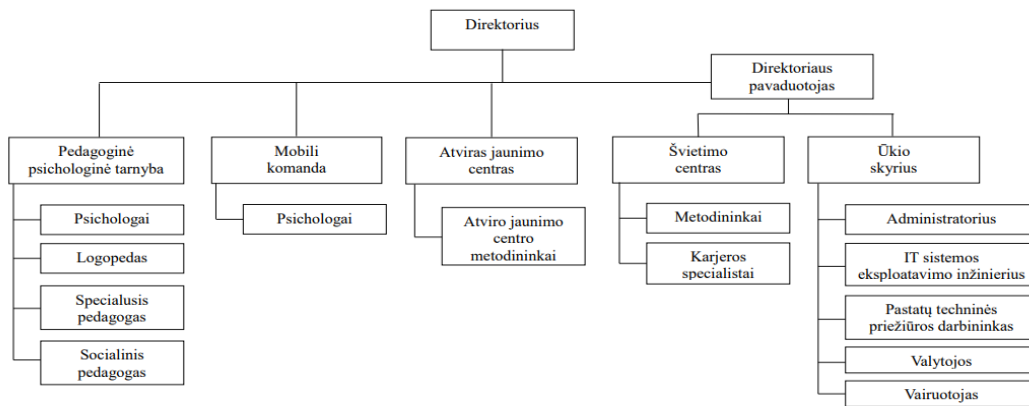 Direktorius
Direktoriaus
pavaduotojas
Pedagoginė
psichologinė tarnyba
Mobili
komanda
Atviras jaunimo
centras
Švietimo
centras
Ūkio
skyrius
Psichologai
Logopedas
Specialusis
pedagogas
Socialinis
pedagogas
Psichologai
Atviro jaunimo
centro
metodininkai
Metodininkai
Karjeros
specialistai
Administratorius
IT sistemos
eksploatavimo inžinierius
Pastatų techninės
priežiūros darbininkas
Valytojos
Vairuotojas